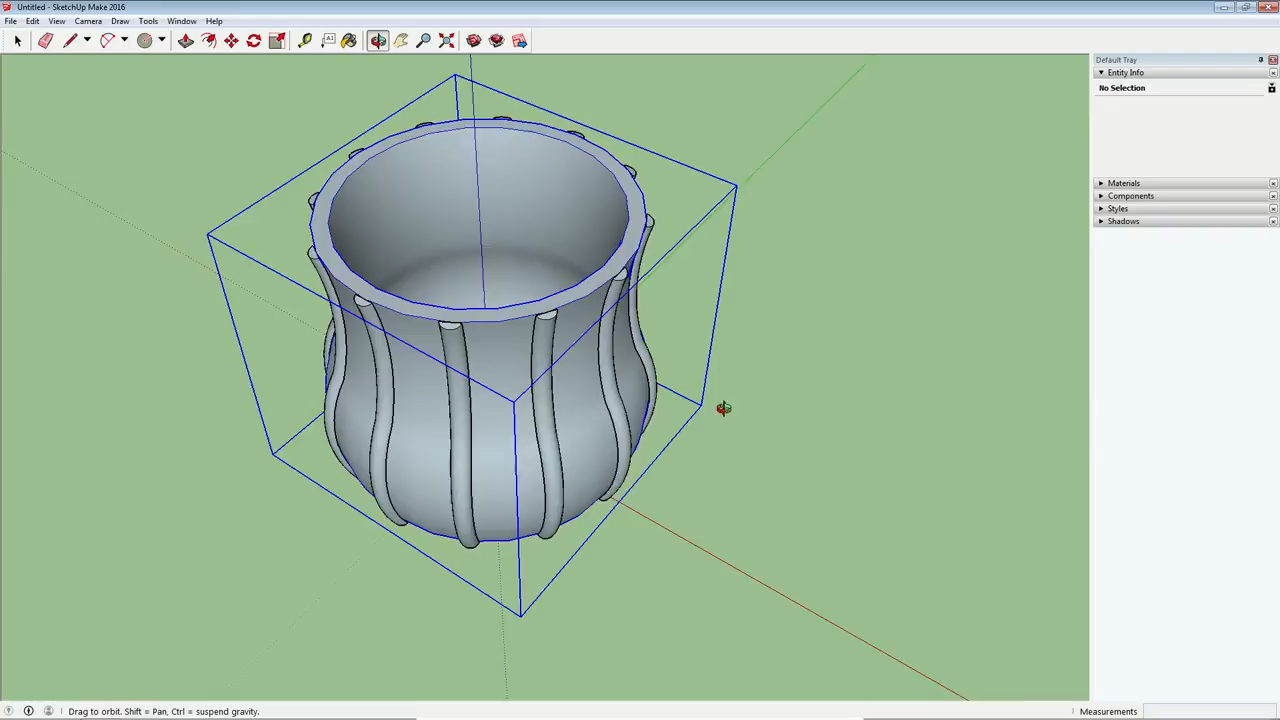 Untitled - SketchUp Make 2016
File Edit View Camera Draw Tools Window Help
Default Tray
Entity Info
No Selection
Materials
Components
Styles
Shadows
Drag to orbit. Shift = Pan, Ctrl = suspend gravity.
Measurements